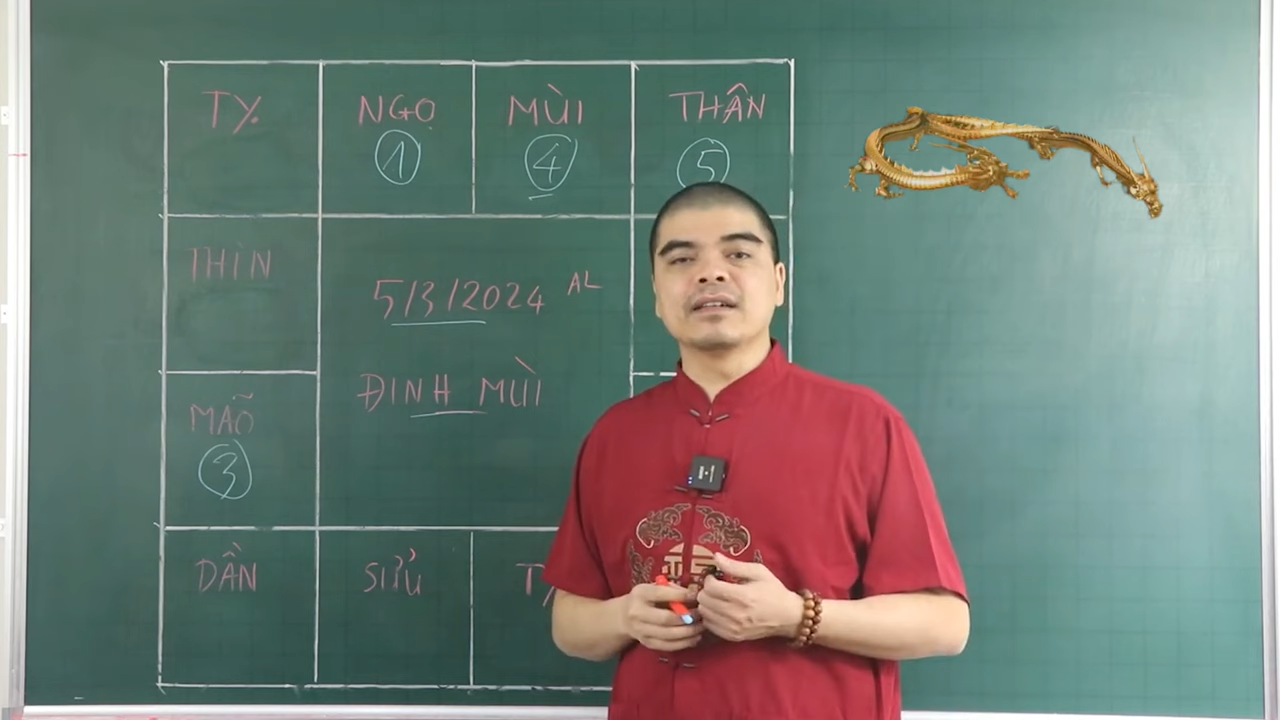 TỴ NGỌ MÙI THÂN
1 4 5
THÌN
5/3/2024 AL
ĐINH MÙI
MÃO
3
DẦN SỬU